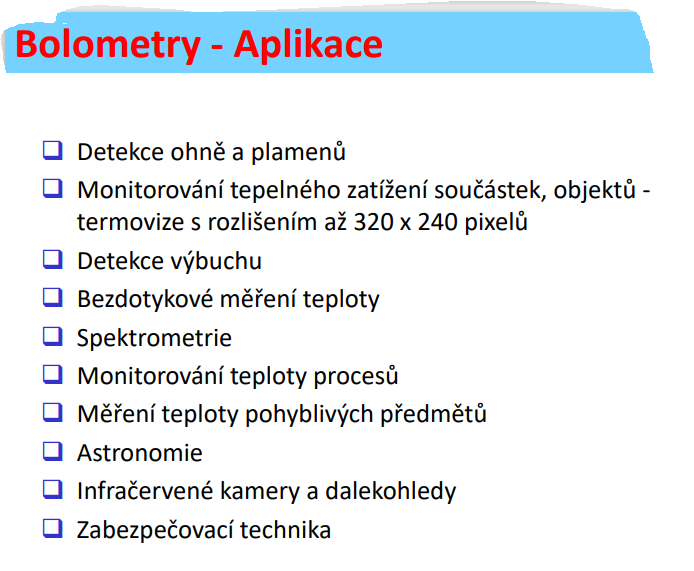 Bolometry - Aplikace
Detekce ohně a plamenů
Monitorování tepelného zatížení součástek, objektů -
termovize s rozlišením až 320 x 240 pixelů
Detekce výbuchu
Bezdotykové měření teploty
Spektrometrie
Monitorování teploty procesů
Měření teploty pohyblivých předmětů
Astronomie
Infračervené kamery a dalekohledy
Zabezpečovací technika